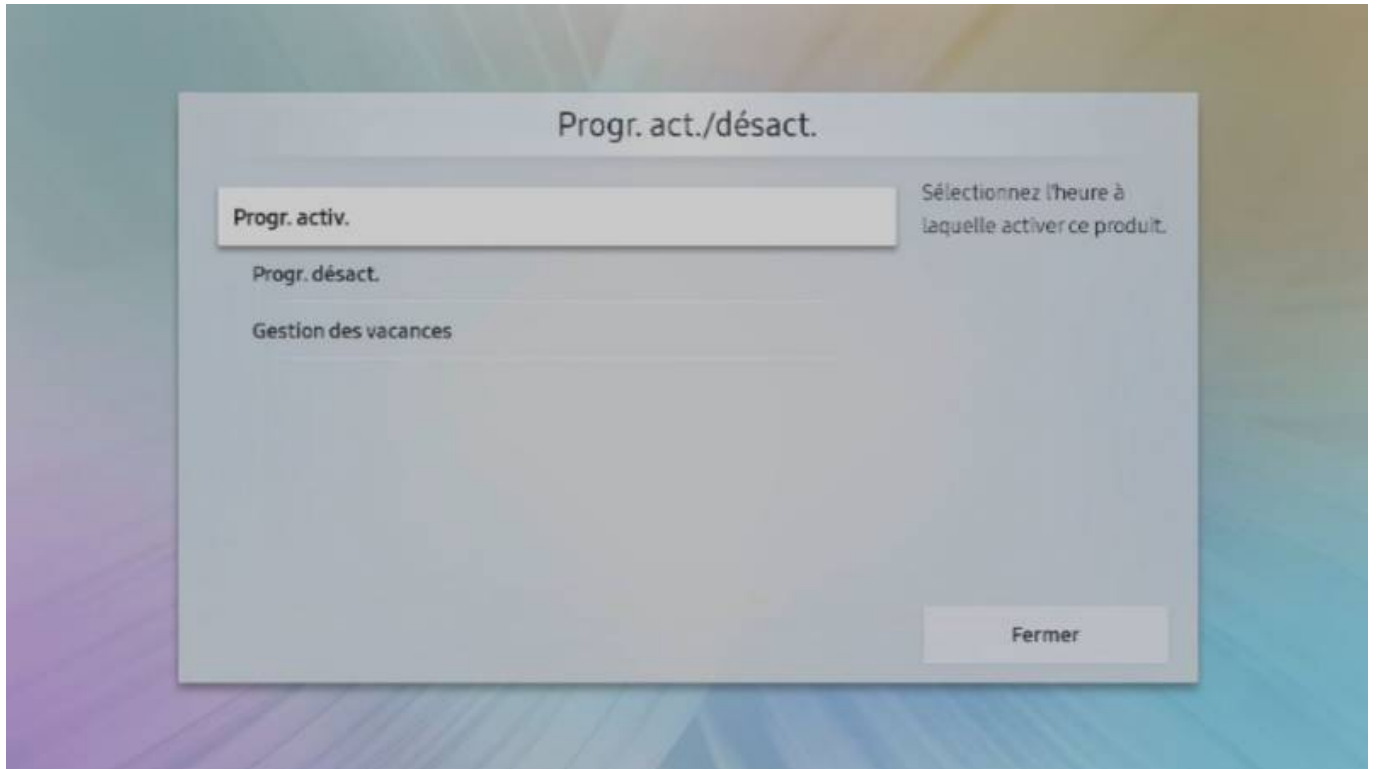 Progr. act./désact.
Progr. activ.
Sélectionnez l'heure à
laquelle activer ce produit.
Progr. désact.
Gestion des vacances
Fermer